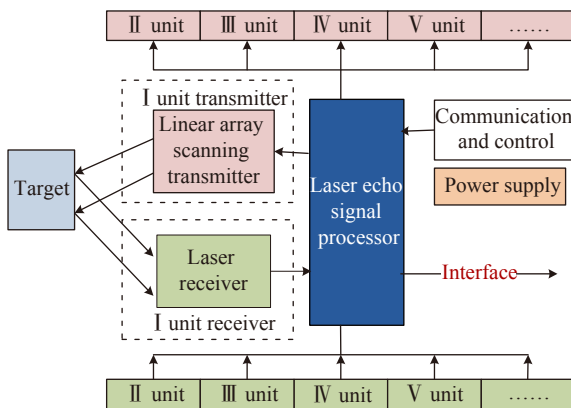 Ⅱ unit Ⅲ unit Ⅳ unit Ⅴ unit ……
Ⅰ unit transmitter
Linear array
scanning
transmitter
Communication
and control
Target
Laser echo
signal
processor
Power supply
Laser
receiver
Interface
Ⅰ unit receiver
Ⅱ unit Ⅲ unit Ⅳ unit Ⅴ unit ……